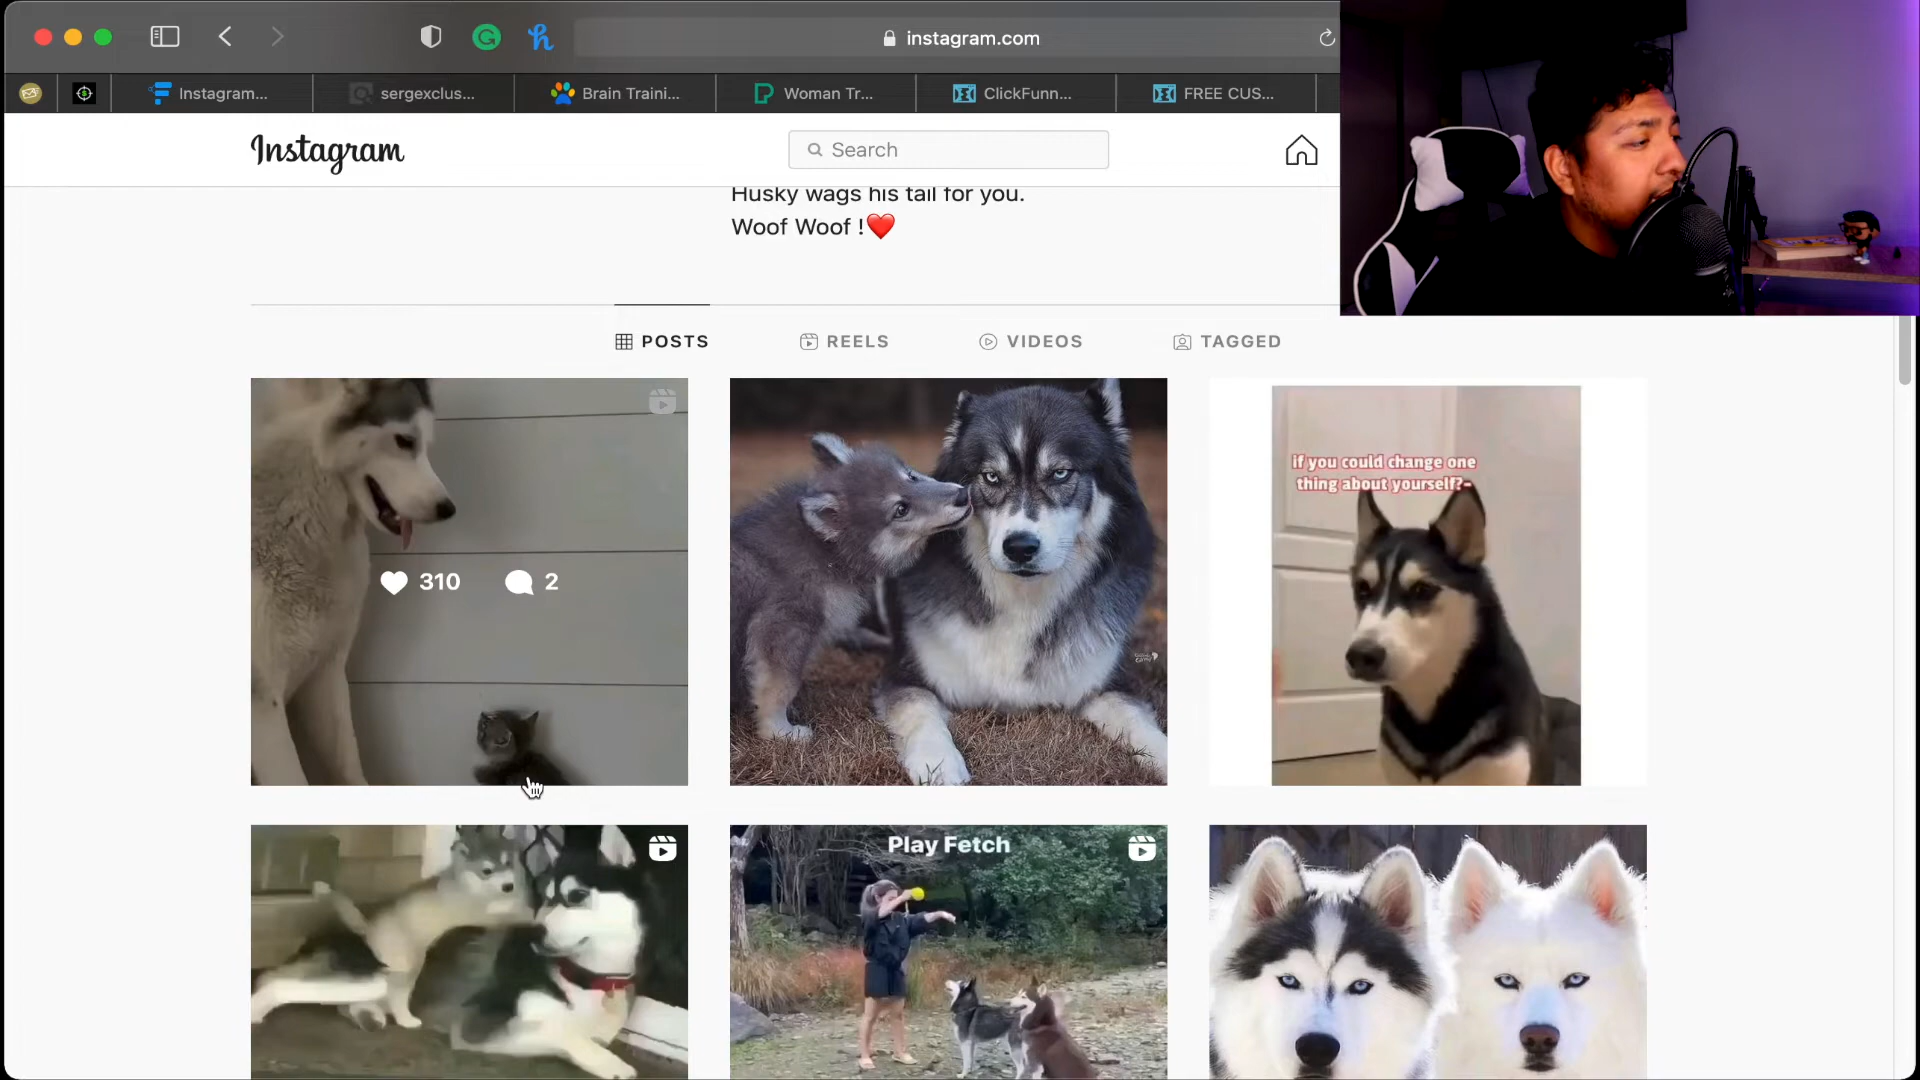 instagram.com
Instagram... sergexclus... Brain Traini... Woman Tr... ClickFunn... FREE CUS...
Instagram
Search
Husky wags his tail for you.
Woof Woof !❤️
POSTS REELS VIDEOS TAGGED
if you could change one
thing about yourself?-
310 2
Play Fetch